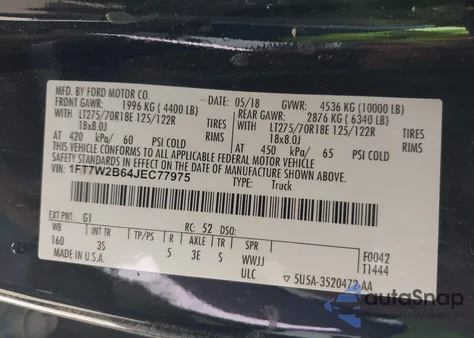 MFD. BY FORD MOTOR CO. 05/18 GVWR: 4536 KG (10000 LB)
FRONT GAWR: 1996 KG (4400 LB) REAR GAWR: 2876 KG (6340 LB)
LT275/70R18E 125/122R TIRES LT275/70R18E 125/122R TIRES
18x8.0J RIMS 18x8.0J RIMS
AT 420 kPa/ 60 PSI COLD AT 450 kPa/ 65 PSI COLD
THIS VEHICLE CONFORMS TO ALL APPLICABLE FEDERAL MOTOR VEHICLE
SAFETY STANDARDS IN EFFECT ON THE DATE OF MANUFACTURE SHOWN ABOVE.
VIN: 1FT7W2B64JEC77975
TYPE: Truck
EXT PNT: G1 RC: 52 DSO:
WB TP/PS R AXLE TR SPR F0042
160 3S 5 3E S WWJJ T1444
MADE IN U.S.A. ULC ▽ 5U5A-3520472-AA
autoSnap